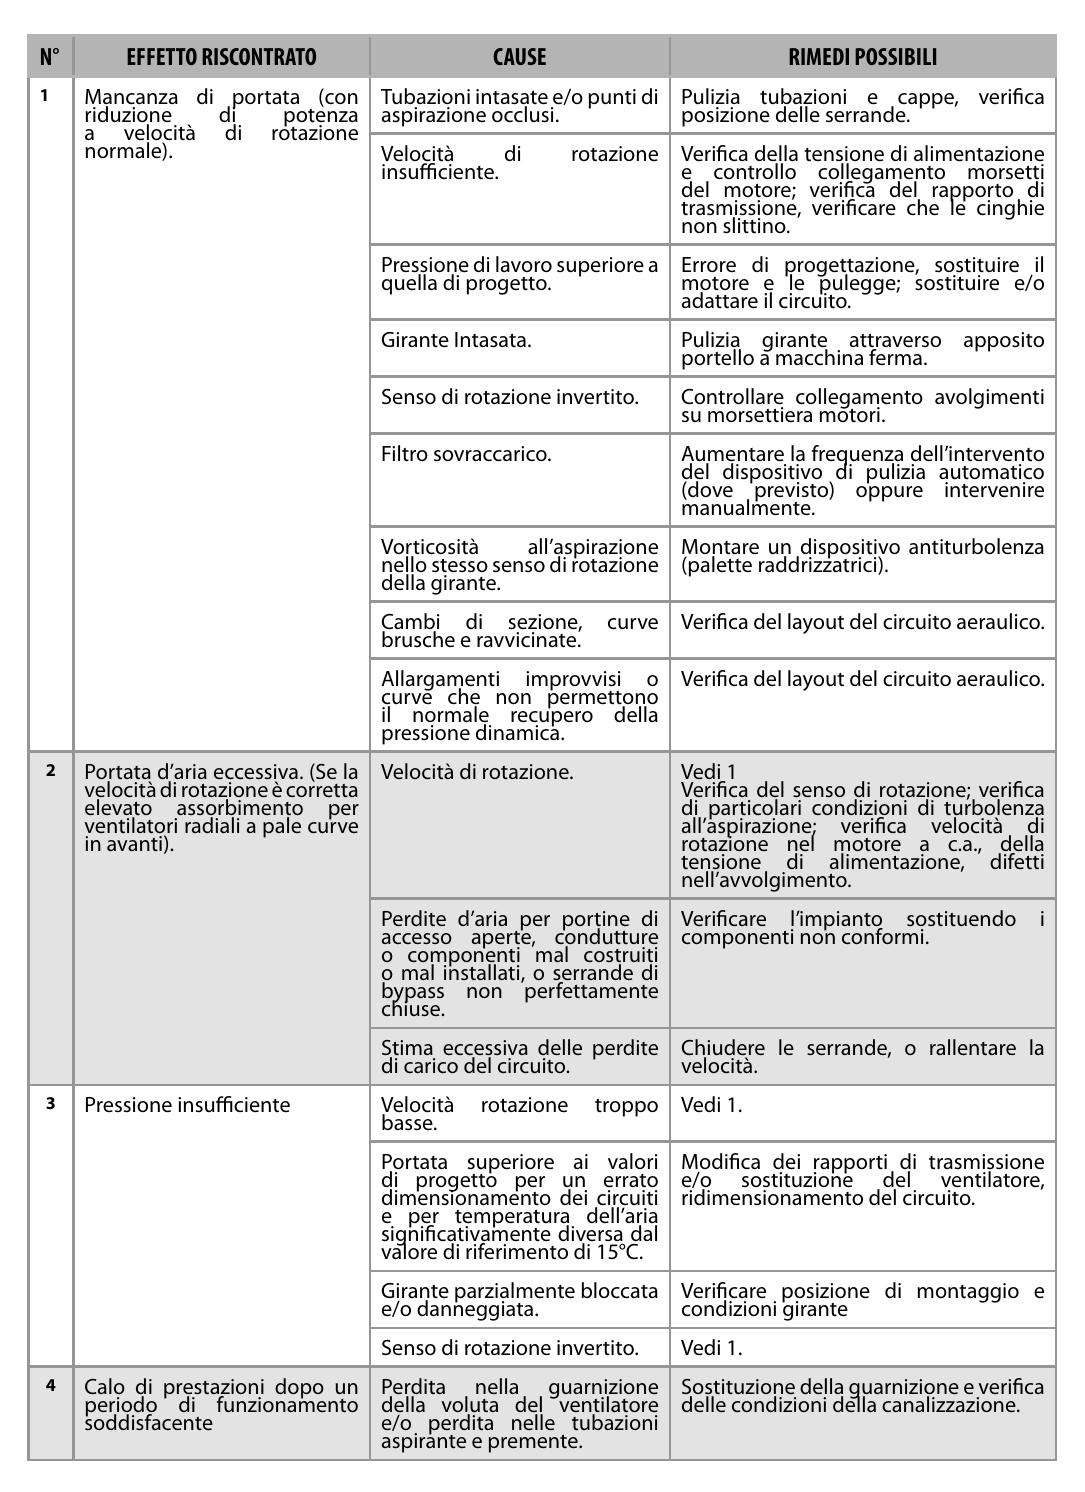 N° EFFETTO RISCONTRATO CAUSE RIMEDI POSSIBILI
1
Mancanza di portata (con
riduzione di potenza
a velocità di rotazione
normale).
Tubazioni intasate e/o punti di
aspirazione occlusi.
Pulizia tubazioni e cappe, verifica
posizione delle serrande.
Velocità di rotazione
insufficiente.
Verifica della tensione di alimentazione
e controllo collegamento morsetti
del motore; verifica del rapporto di
trasmissione, verificare che le cinghie
non slittino.
Pressione di lavoro superiore a
quella di progetto.
Errore di progettazione, sostituire il
motore e le pulegge; sostituire e/o
adattare il circuito.
Girante Intasata.
Pulizia girante attraverso apposito
portello a macchina ferma.
Senso di rotazione invertito.
Controllare collegamento avolgimenti
su morsettiera motori.
Filtro sovraccarico.
Aumentare la frequenza dell’intervento
del dispositivo di pulizia automatico
(dove previsto) oppure intervenire
manualmente.
Vorticosità all’aspirazione
nello stesso senso di rotazione
della girante.
Montare un dispositivo antiturbolenza
(palette raddrizzatrici).
Cambi di sezione, curve
brusche e ravvicinate.
Verifica del layout del circuito aeraulico.
Allargamenti improvvisi o
curve che non permettono
il normale recupero della
pressione dinamica.
Verifica del layout del circuito aeraulico.
2
Portata d’aria eccessiva. (Se la
velocità di rotazione è corretta
elevato assorbimento per
ventilatori radiali a pale curve
in avanti).
Velocità di rotazione.
Vedi 1
Verifica del senso di rotazione; verifica
di particolari condizioni di turbolenza
all’aspirazione; verifica velocità di
rotazione nel motore a c.a., della
tensione di alimentazione, difetti
nell’avvolgimento.
Perdite d’aria per portine di
accesso aperte, condutture
o componenti mal costruiti
o mal installati, o serrande di
bypass non perfettamente
chiuse.
Verificare l’impianto sostituendo i
componenti non conformi.
Stima eccessiva delle perdite
di carico del circuito.
Chiudere le serrande, o rallentare la
velocità.
3
Pressione insufficiente
Velocità rotazione troppo
basse.
Vedi 1.
Portata superiore ai valori
di progetto per un errato
dimensionamento dei circuiti
e per temperatura dell’aria
significativamente diversa dal
valore di riferimento di 15°C.
Modifica dei rapporti di trasmissione
e/o sostituzione del ventilatore,
ridimensionamento del circuito.
Girante parzialmente bloccata
e/o danneggiata.
Verificare posizione di montaggio e
condizioni girante
Senso di rotazione invertito.
Vedi 1.
4
Calo di prestazioni dopo un
periodo di funzionamento
soddisfacente
Perdita nella guarnizione
della voluta del ventilatore
e/o perdita nelle tubazioni
aspirante e premente.
Sostituzione della guarnizione e verifica
delle condizioni della canalizzazione.